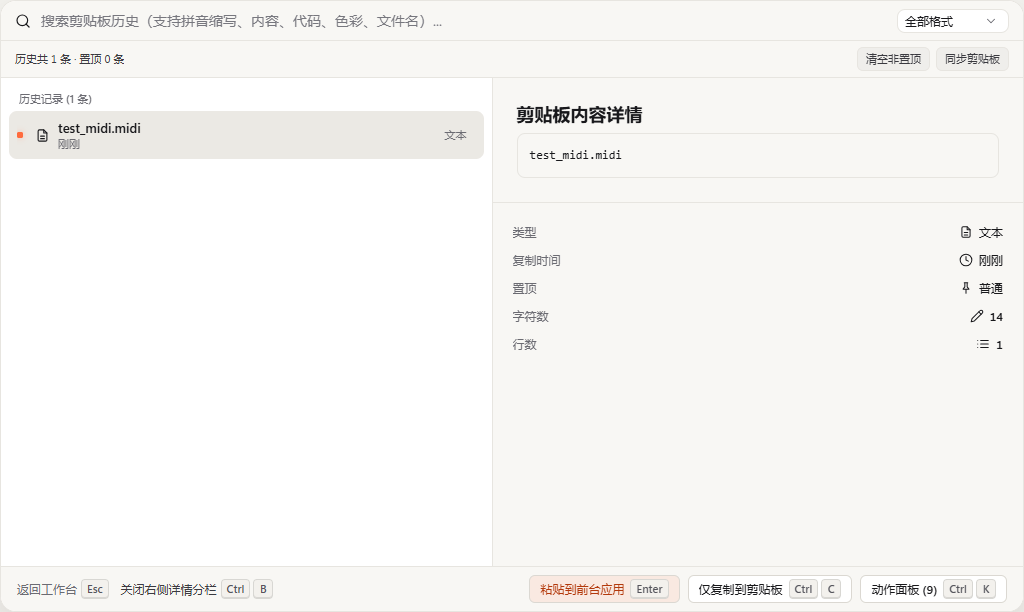 搜索剪贴板历史（支持拼音缩写、内容、代码、色彩、文件名）...
全部格式
历史共 1 条 · 置顶 0 条
清空非置顶
同步剪贴板
历史记录 (1 条)
test_midi.midi
刚刚
文本
剪贴板内容详情
test_midi.midi
类型
文本
复制时间
刚刚
置顶
普通
字符数
14
行数
1
返回工作台 Esc 关闭右侧详情分栏 Ctrl B
粘贴到前台应用 Enter 仅复制到剪贴板 Ctrl C 动作面板 (9) Ctrl K